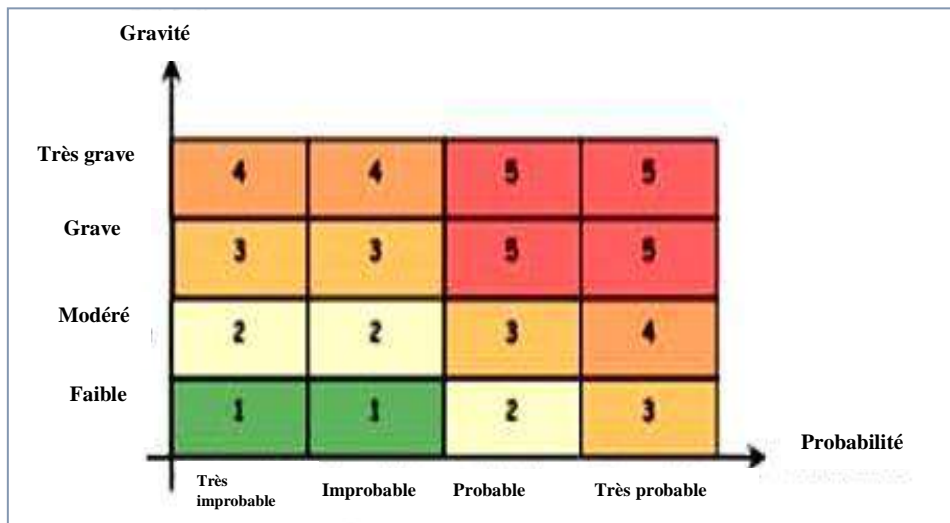 Gravité
Très grave
4 4 5 5
Grave
3 3 5 5
Modéré
2 2 3 4
Faible
1 1 2 3
Probabilité
Très
improbable
Improbable
Probable
Très probable